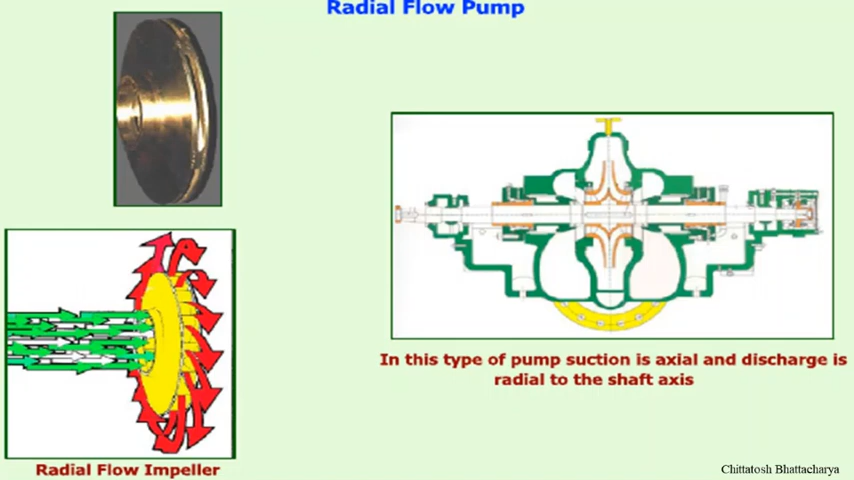 Radial Flow Pump
In this type of pump suction is axial and discharge is
radial to the shaft axis
Radial Flow Impeller
Chittatosh Bhattacharya